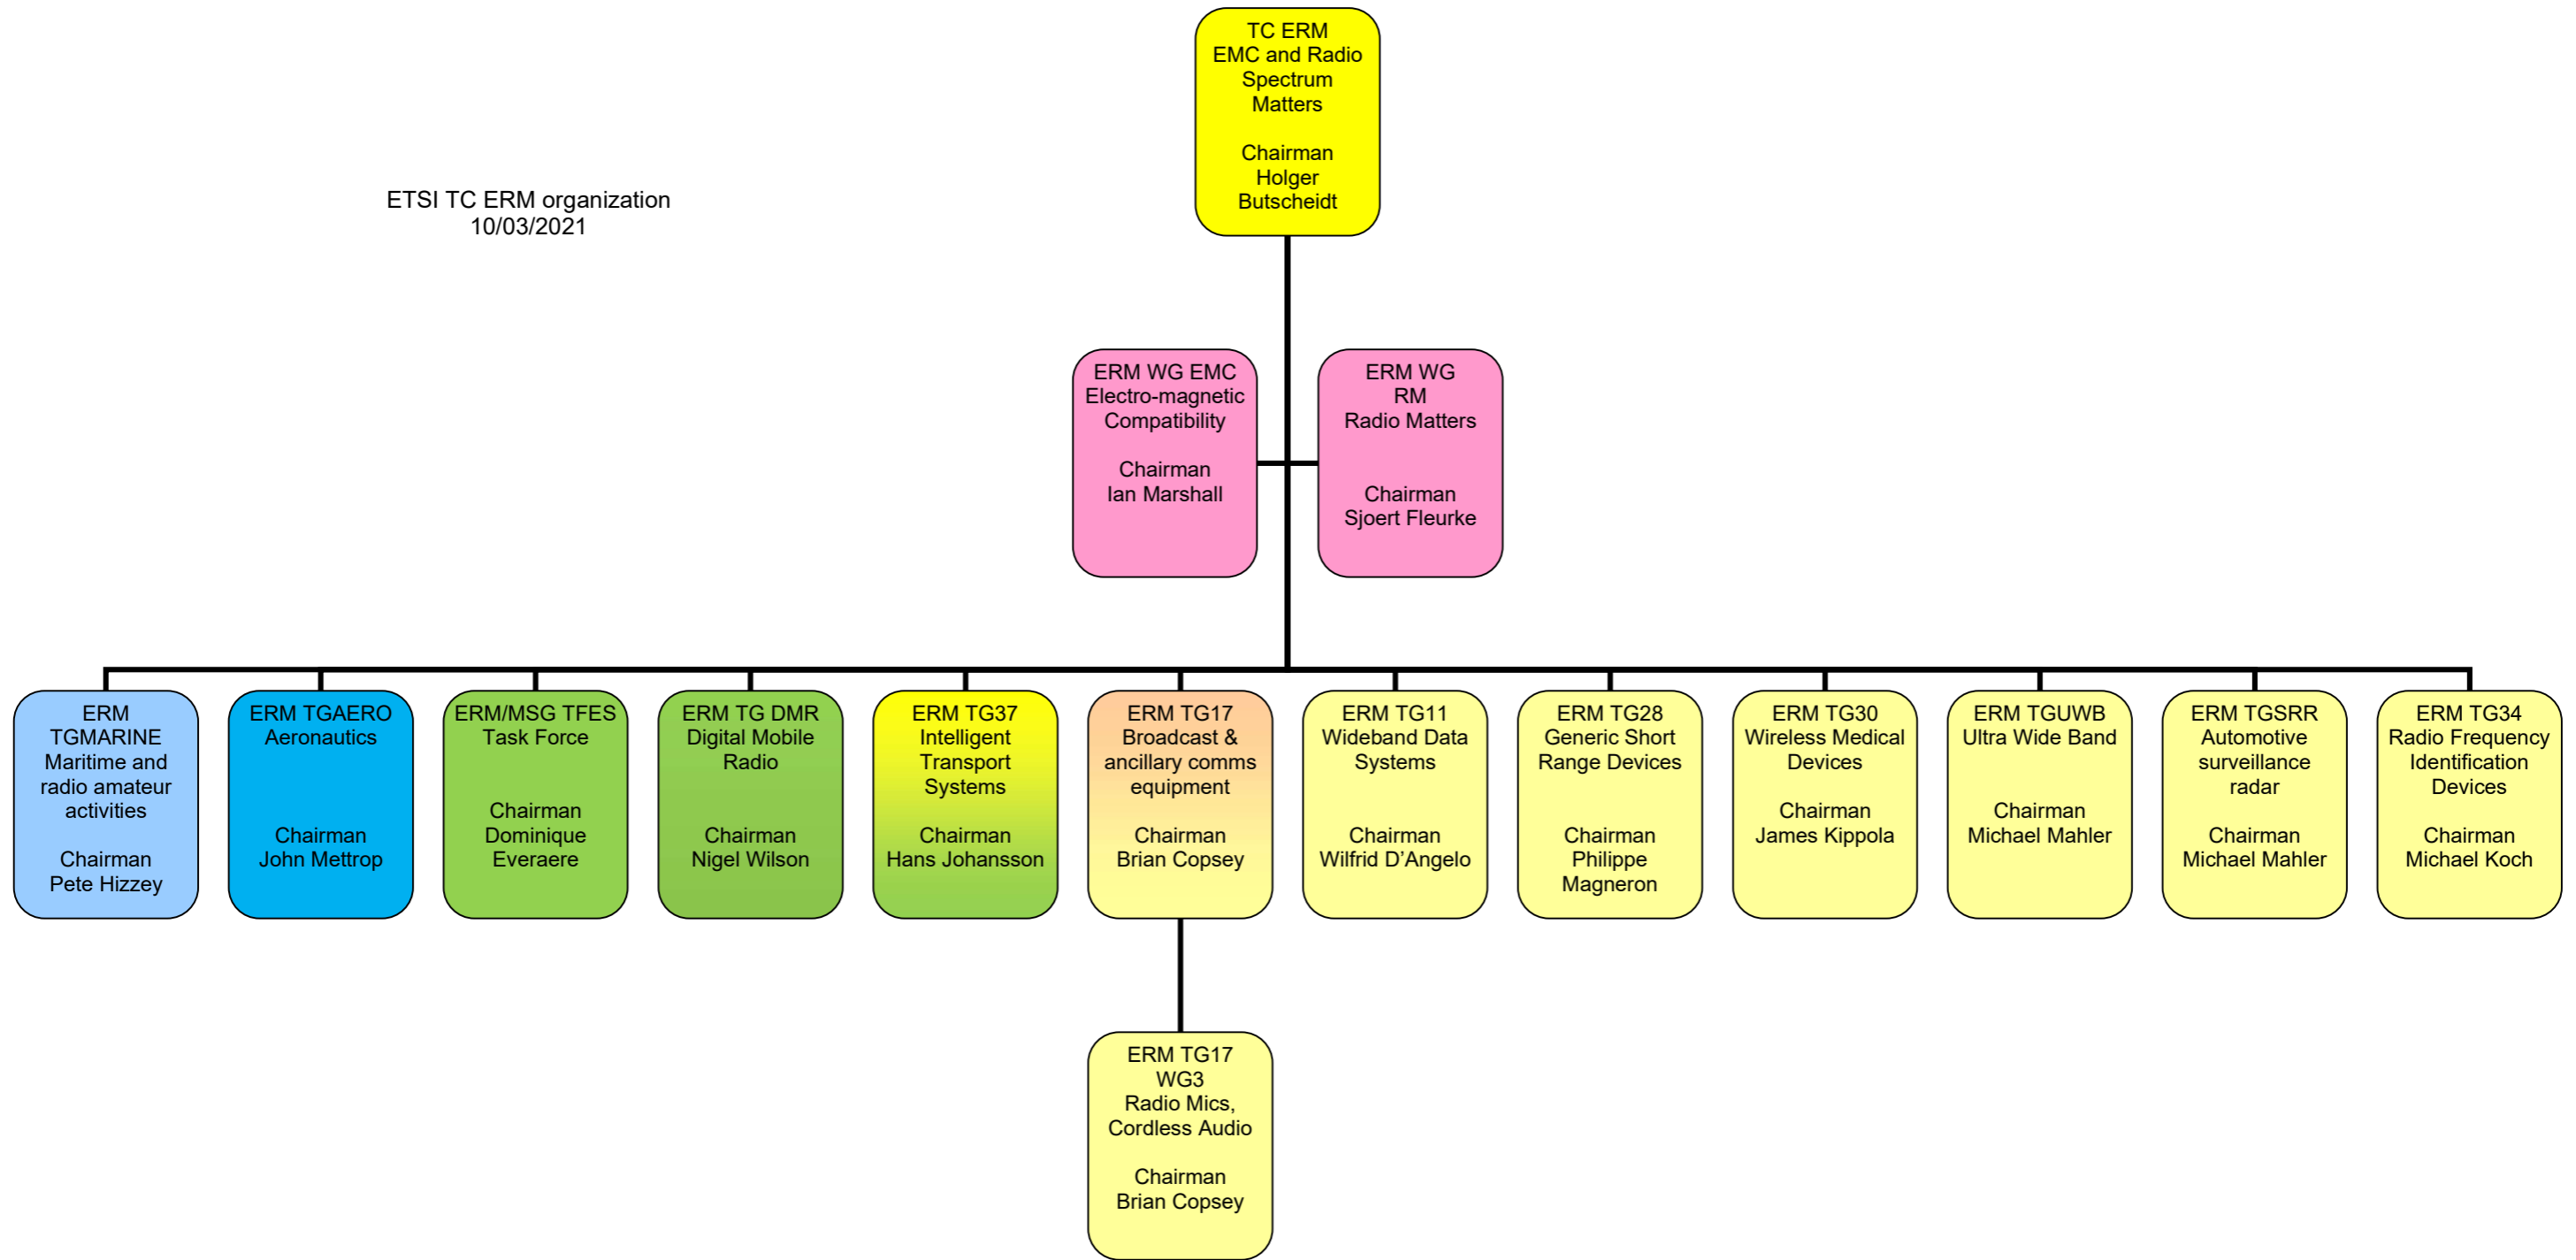 TC ERM
EMC and Radio
Spectrum
Matters
Chairman
Holger
Butscheidt
ETSI TC ERM organization
10/03/2021
ERM WG EMC
Electro-magnetic
Compatibility
Chairman
Ian Marshall
ERM WG
RM
Radio Matters
Chairman
Sjoert Fleurke
ERM
TGMARINE
Maritime and
radio amateur
activities
Chairman
Pete Hizzey
ERM TGAERO
Aeronautics
Chairman
John Mettrop
ERM/MSG TFES
Task Force
Chairman
Dominique
Everaere
ERM TG DMR
Digital Mobile
Radio
Chairman
Nigel Wilson
ERM TG37
Intelligent
Transport
Systems
Chairman
Hans Johansson
ERM TG17
Broadcast &
ancillary comms
equipment
Chairman
Brian Copsey
ERM TG11
Wideband Data
Systems
Chairman
Wilfrid D’Angelo
ERM TG28
Generic Short
Range Devices
Chairman
Philippe
Magneron
ERM TG30
Wireless Medical
Devices
Chairman
James Kippola
ERM TGUWB
Ultra Wide Band
Chairman
Michael Mahler
ERM TGSRR
Automotive
surveillance
radar
Chairman
Michael Mahler
ERM TG34
Radio Frequency
Identification
Devices
Chairman
Michael Koch
ERM TG17
WG3
Radio Mics,
Cordless Audio
Chairman
Brian Copsey